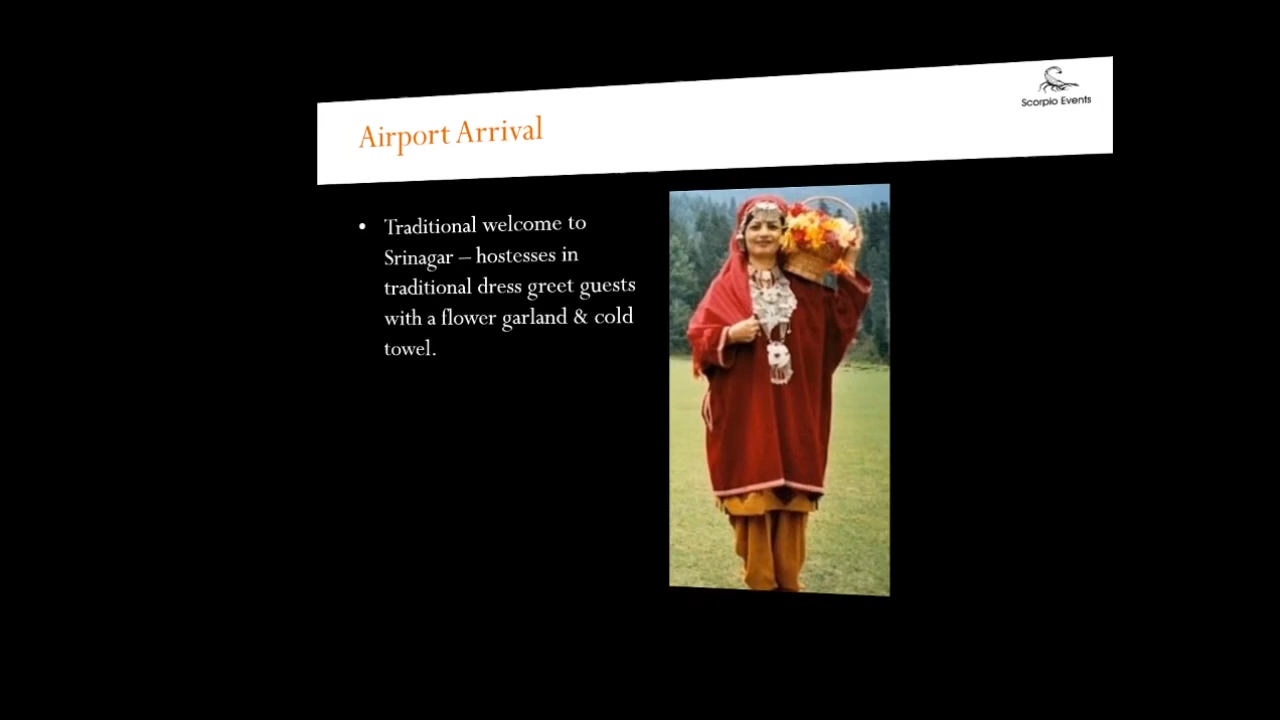 Scorpio Events
Airport Arrival
• Traditional welcome to
Srinagar – hostesses in
traditional dress greet guests
with a flower garland & cold
towel.